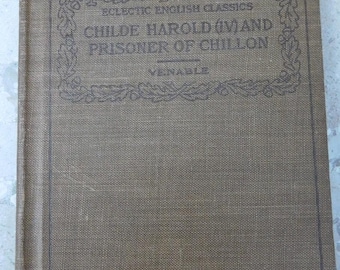 ECLECTIC ENGLISH CLASSICS
CHILDE HAROLD (IV) AND
PRISONER OF CHILLON
VENABLE